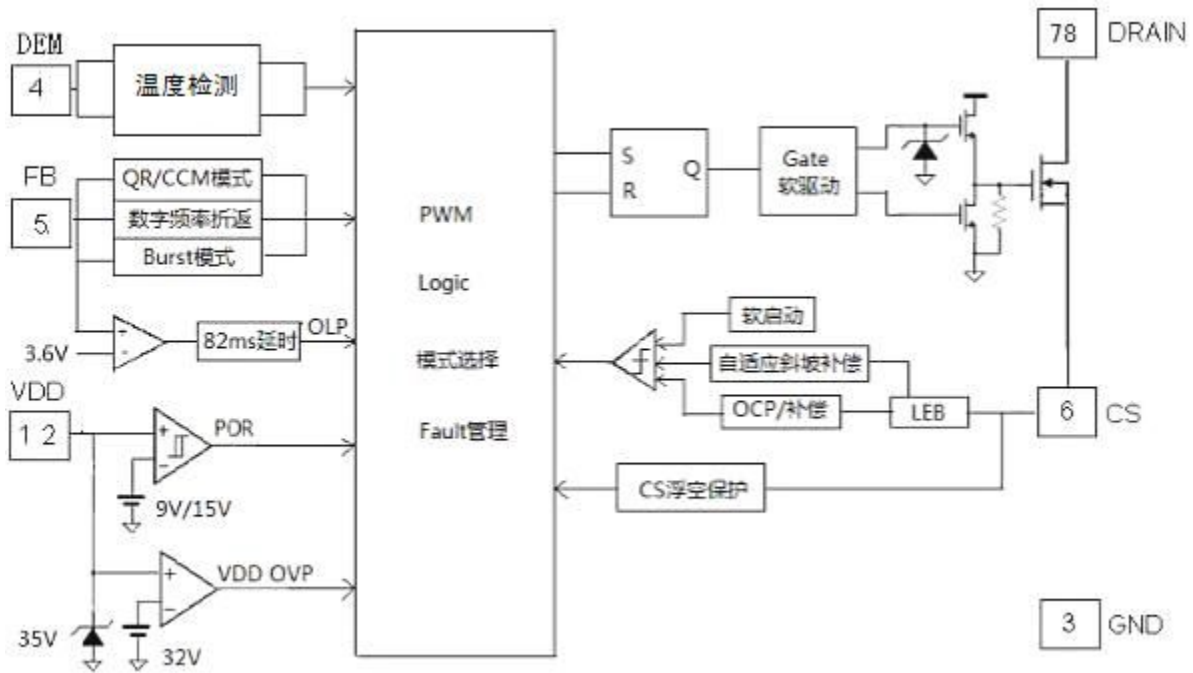 DEM
4
温度检测
FB
5
QR/CCM模式
数字频率折返
Burst模式
+
-
3.6V
82ms延时
OLP
VDD
1 2
+
-
POR
9V/15V
+
-
VDD OVP
35V
32V
PWM
Logic
模式选择
Fault管理
S
R
Q
Gate
软驱动
78
DRAIN
软启动
自适应斜坡补偿
OCP/补偿
LEB
6
CS
CS浮空保护
3
GND